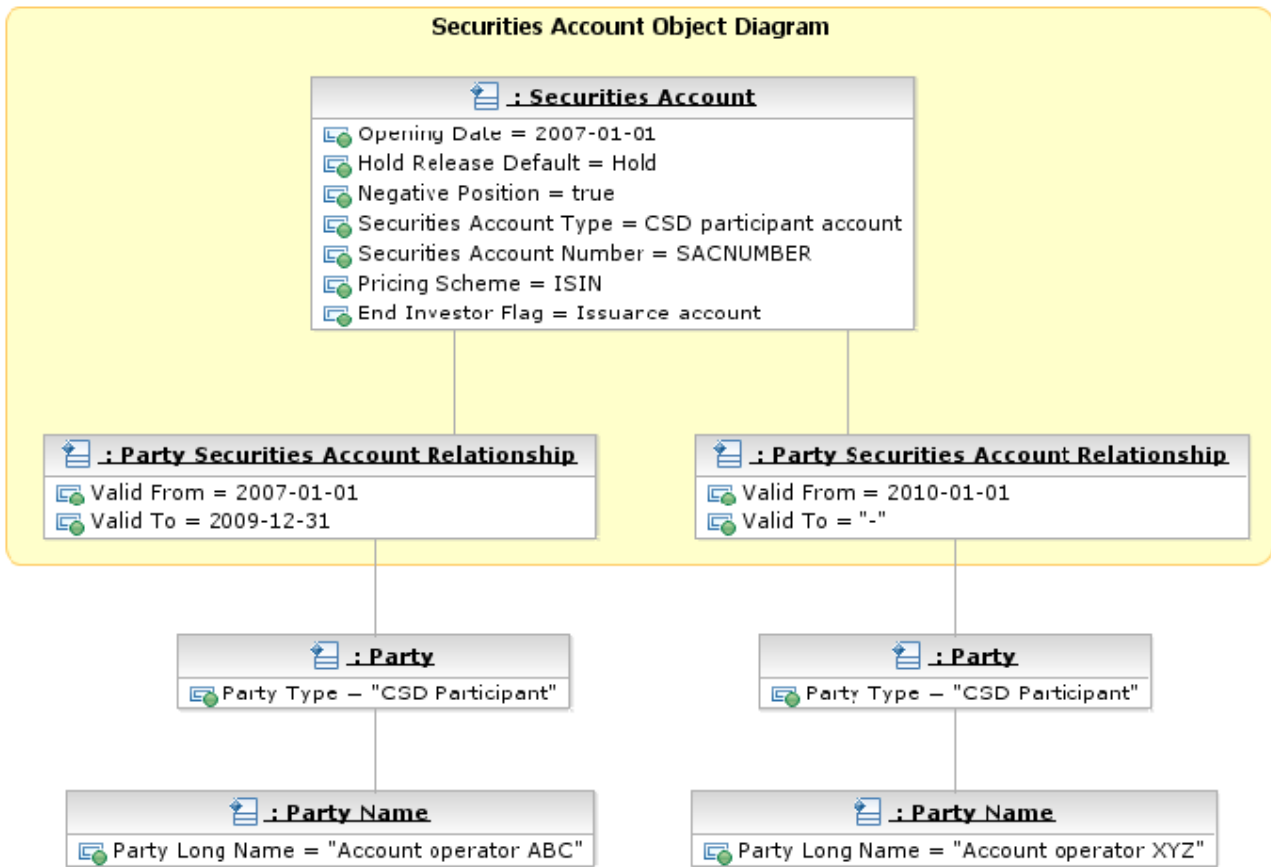 Securities Account Object Diagram
: Securities Account
Opening Date = 2007-01-01
Hold Release Default = Hold
Negative Position = true
Securities Account Type = CSD participant account
Securities Account Number = SACNUMBER
Pricing Scheme = ISIN
End Investor Flag = Issuance account
: Party Securities Account Relationship
Valid From = 2007-01-01
Valid To = 2009-12-31
: Party Securities Account Relationship
Valid From = 2010-01-01
Valid To = "-"
: Party
Party Type – "CSD Participant"
: Party
Party Type – "CSD Participant"
: Party Name
Party Long Name = "Account operator ABC"
: Party Name
Party Long Name = "Account operator XYZ"